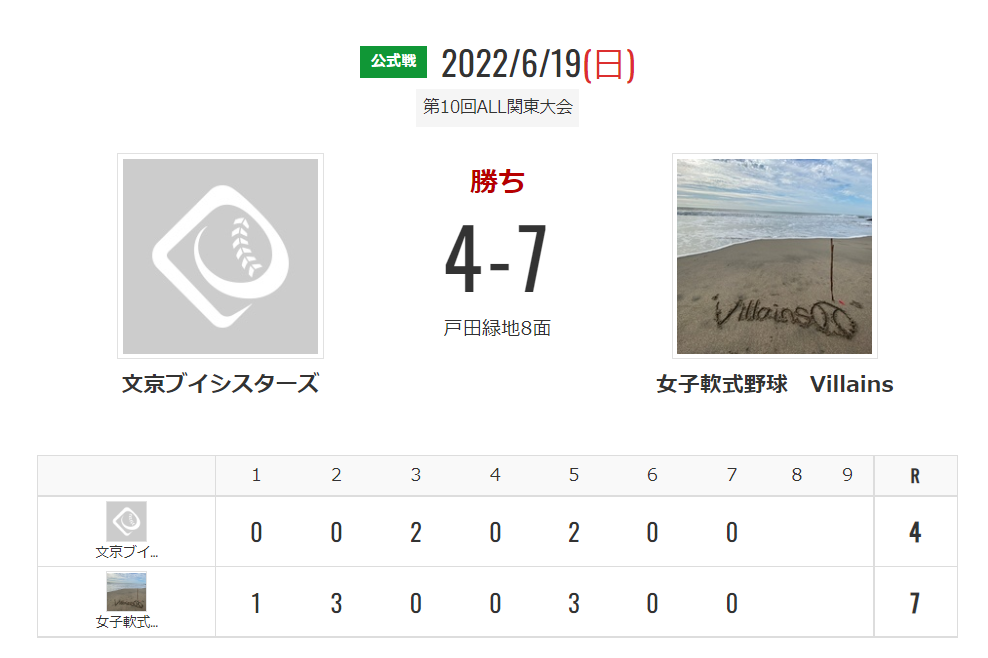 公式戦 2022/6/19(日)
第10回ALL関東大会
勝ち
4-7
戸田緑地8面
文京ブイシスターズ
Villains
女子軟式野球　Villains
1 2 3 4 5 6 7 8 9 R
文京ブイ...
0 0 2 0 2 0 0 4
女子軟式...
1 3 0 0 3 0 0 7